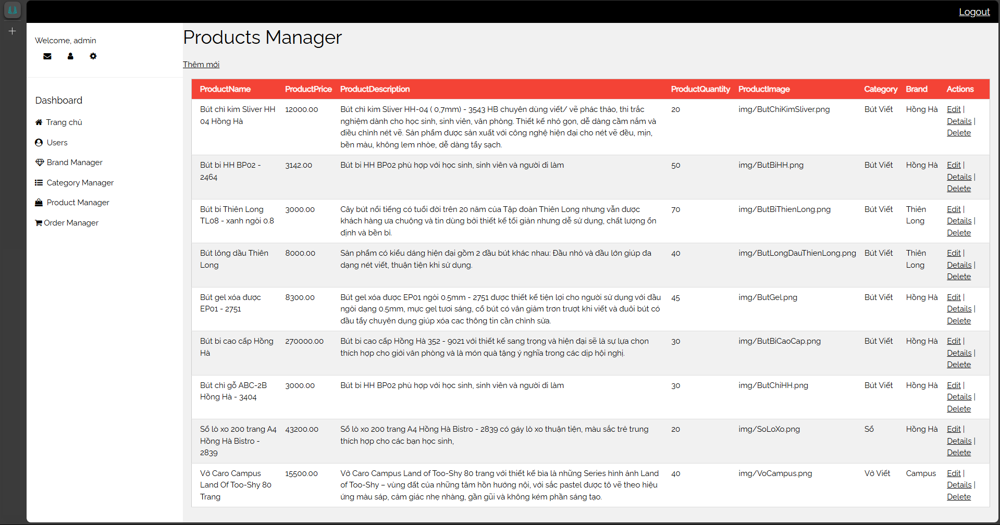 Logout
Welcome, admin
Dashboard
Trang chủ
Users
Brand Manager
Category Manager
Product Manager
Order Manager
Products Manager
Thêm mới
ProductName ProductPrice ProductDescription ProductQuantity ProductImage Category Brand Actions
Bút chì kim Sliver HH 12000.00 Bút chì kim Sliver HH-04 ( 0,7mm) - 3543 HB chuyên dùng viết/ vẽ phác thảo, thi trắc 20 img/ButChiKimSliver.png Bút Viết Hồng Hà Edit |
04 Hồng Hà nghiệm dành cho học sinh, sinh viên, văn phòng. Thiết kế nhỏ gọn, dễ dàng cầm nắm và Details |
điều chỉnh nét vẽ. Sản phẩm được sản xuất với công nghệ hiện đại cho nét vẽ đều, mịn, Delete
bền màu, không lem nhòe, dễ dàng tẩy sạch.
Bút bi HH BP02 - 3142.00 Bút bi HH BP02 phù hợp với học sinh, sinh viên và người đi làm 50 img/ButBiHH.png Bút Viết Hồng Hà Edit |
2464 Details |
Delete
Bút bi Thiên Long 3000.00 Cây bút nổi tiếng có tuổi đời trên 20 năm của Tập đoàn Thiên Long nhưng vẫn được 70 img/ButBiThienLong.png Bút Viết Thiên Edit |
TL08 - xanh ngòi 0.8 khách hàng ưa chuộng và tin dùng bởi thiết kế tối giản nhưng dễ sử dụng, chất lượng ổn Long Details |
định và bền bỉ. Delete
Bút lông dầu Thiên 8000.00 Sản phẩm có kiểu dáng hiện đại gồm 2 đầu bút khác nhau: Đầu nhỏ và đầu lớn giúp đa 40 img/ButLongDauThienLong.png Bút Viết Thiên Edit |
Long dạng nét viết, thuận tiện khi sử dụng. Long Details |
Delete
Bút gel xóa được 8300.00 Bút gel xóa được EP01 ngòi 0.5mm - 2751 được thiết kế tiện lợi cho người sử dụng với đầu 45 img/ButGel.png Bút Viết Hồng Hà Edit |
EP01 - 2751 ngòi dạng 0.5mm, mực gel tươi sáng, cổ bút có vân giảm trơn trượt khi viết và đuôi bút có Details |
đầu tẩy chuyên dụng giúp xóa cac thông tin cần chỉnh sửa. Delete
Bút bi cao cấp Hồng 270000.00 Bút bi cao cấp Hồng Hà 352 - 9021 với thiết kế sang trọng và hiện đại sẽ là sự lựa chọn 30 img/ButBiCaoCap.png Bút Viết Hồng Hà Edit |
Hà thích hợp cho giới văn phòng và là món quà tặng ý nghĩa trong các dịp hội nghị. Details |
Delete
Bút chì gỗ ABC-2B 3000.00 Bút bi HH BP02 phù hợp với học sinh, sinh viên và người đi làm 30 img/ButChiHH.png Bút Viết Hồng Hà Edit |
Hồng Hà - 3404 Details |
Delete
Sổ lò xo 200 trang A4 43200.00 Sổ lò xo 200 trang A4 Hồng Hà Bistro - 2839 có gáy lò xo thuận tiện, màu sắc trẻ trung 20 img/SoLoXo.png Sổ Hồng Hà Edit |
Hồng Hà Bistro - thích hợp cho các bạn học sinh, Details |
2839 Delete
Vở Caro Campus 15500.00 Vở Caro Campus Land of Too-Shy 80 trang với thiết kế bìa là những Series hình ảnh Land 40 img/VoCampus.png Vở Viết Campus Edit |
Land Of Too-Shy 80 of Too-Shy – vùng đất của những tâm hồn hướng nội, với sắc pastel được tô vẽ theo hiệu Details |
Trang ứng màu sáp, cảm giác nhẹ nhàng, gần gũi và không kém phần sáng tạo. Delete